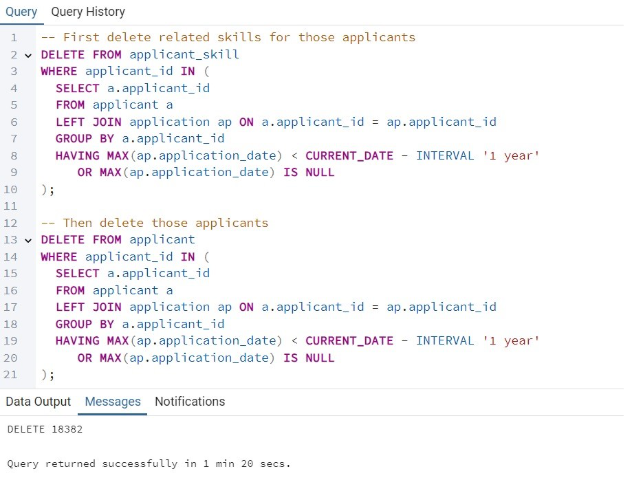 Query Query History
1 -- First delete related skills for those applicants
2 DELETE FROM applicant_skill
3 WHERE applicant_id IN (
4 SELECT a.applicant_id
5 FROM applicant a
6 LEFT JOIN application ap ON a.applicant_id = ap.applicant_id
7 GROUP BY a.applicant_id
8 HAVING MAX(ap.application_date) < CURRENT_DATE - INTERVAL '1 year'
9 OR MAX(ap.application_date) IS NULL
10 );
11
12 -- Then delete those applicants
13 DELETE FROM applicant
14 WHERE applicant_id IN (
15 SELECT a.applicant_id
16 FROM applicant a
17 LEFT JOIN application ap ON a.applicant_id = ap.applicant_id
18 GROUP BY a.applicant_id
19 HAVING MAX(ap.application_date) < CURRENT_DATE - INTERVAL '1 year'
20 OR MAX(ap.application_date) IS NULL
21 );
Data Output Messages Notifications
DELETE 18382
Query returned successfully in 1 min 20 secs.